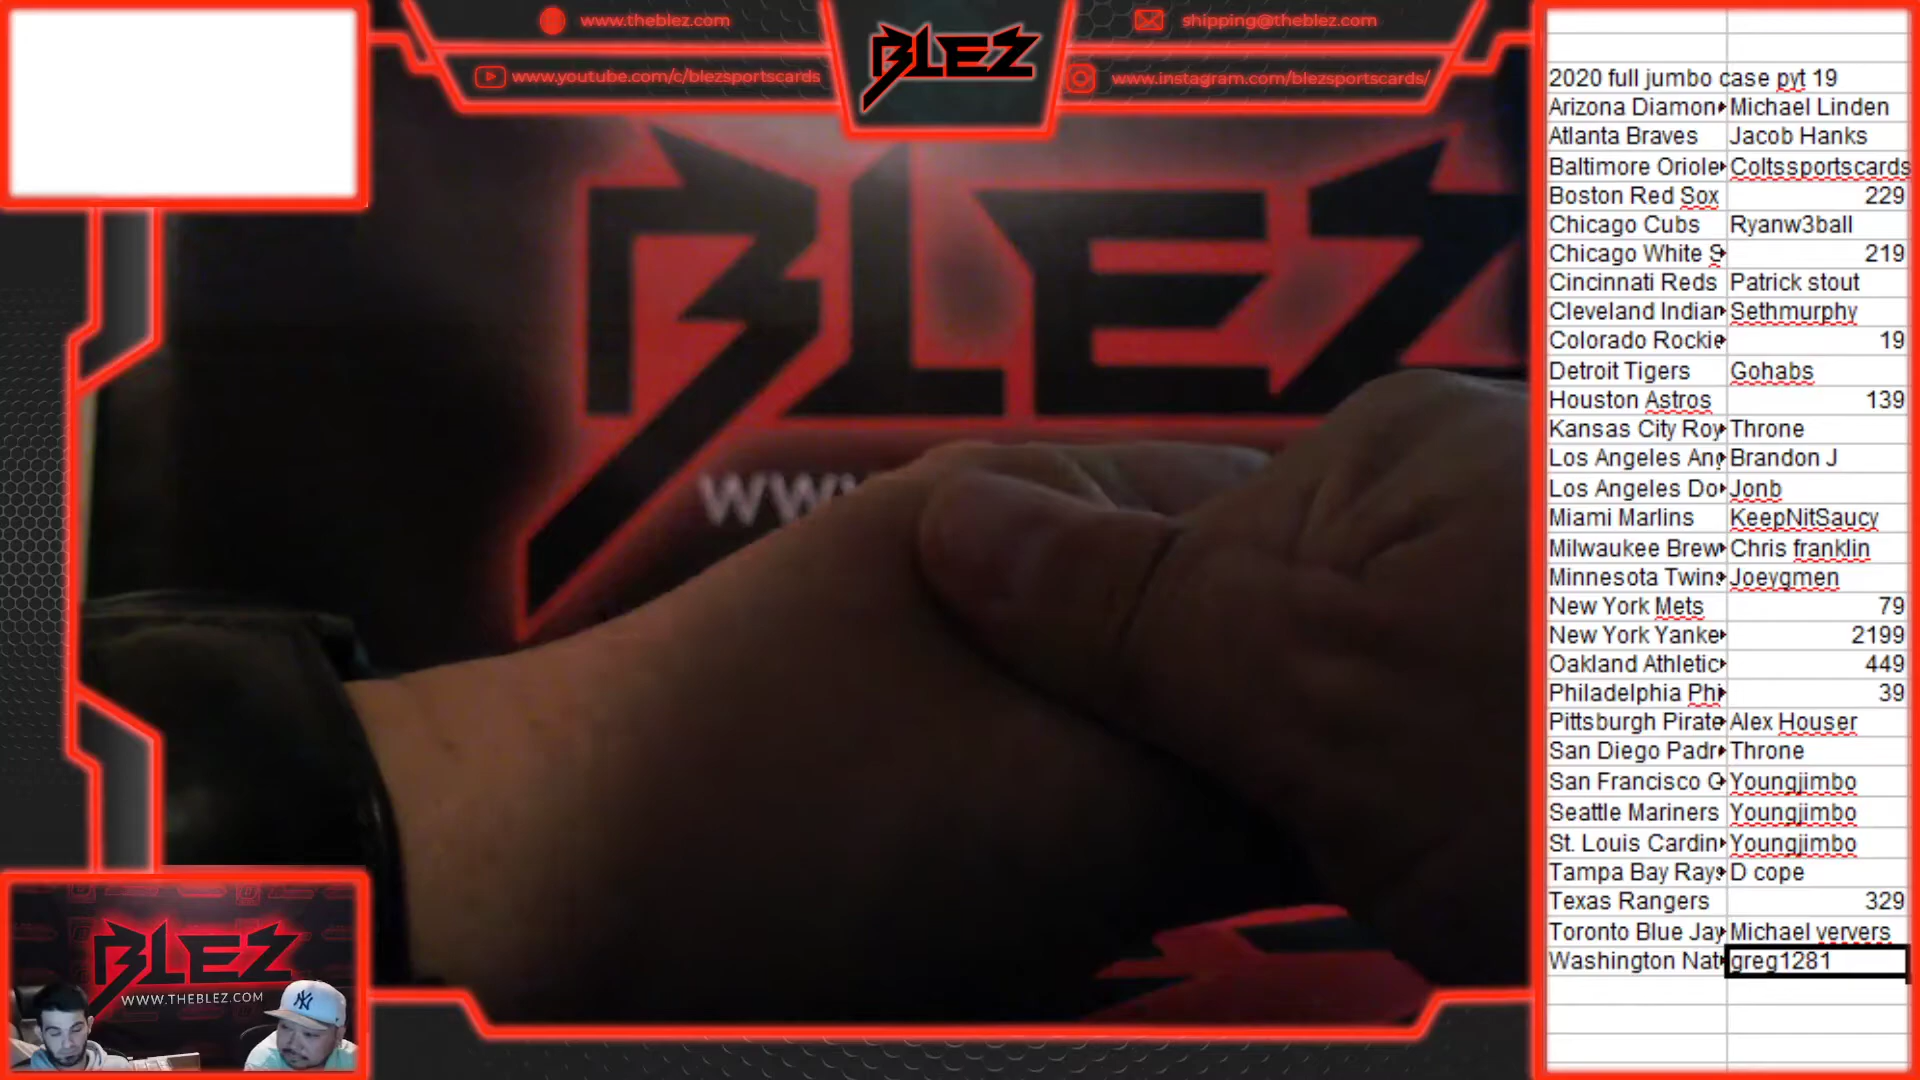 www.theblez.com
www.youtube.com/c/blezsportscards
BLEZ
shipping@theblez.com
www.instagram.com/blezsportscards/
BLEZ
WWW
BLEZ
WWW.THEBLEZ.COM
NY
2020 full jumbo case pyt 19
Arizona Diamon Michael Linden
Atlanta Braves Jacob Hanks
Baltimore Oriole Coltssportscards
Boston Red Sox 229
Chicago Cubs Ryanw3ball
Chicago White S 219
Cincinnati Reds Patrick stout
Cleveland Indian Sethmurphy
Colorado Rockie 19
Detroit Tigers Gohabs
Houston Astros 139
Kansas City Roy Throne
Los Angeles Ang Brandon J
Los Angeles Do Jonb
Miami Marlins KeepNitSaucy
Milwaukee Brew Chris franklin
Minnesota Twins Joeygmen
New York Mets 79
New York Yanke 2199
Oakland Athletic 449
Philadelphia Phi 39
Pittsburgh Pirate Alex Houser
San Diego Padr Throne
San Francisco G Youngjimbo
Seattle Mariners Youngjimbo
St. Louis Cardin Youngjimbo
Tampa Bay Rays D cope
Texas Rangers 329
Toronto Blue Jay Michael ververs
Washington Nat greg1281